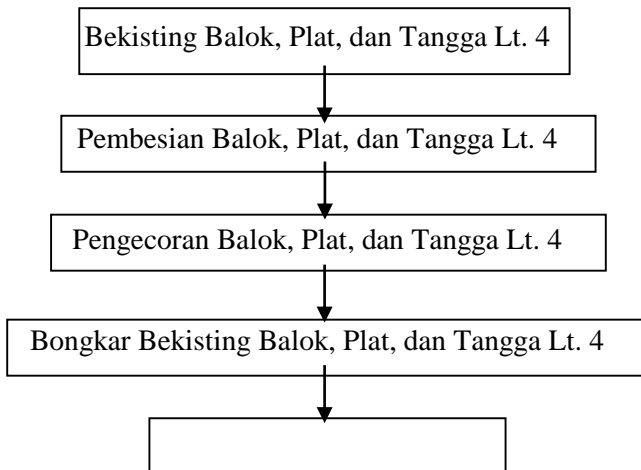 Bekisting Balok, Plat, dan Tangga Lt. 4
Pembesian Balok, Plat, dan Tangga Lt. 4
Pengecoran Balok, Plat, dan Tangga Lt. 4
Bongkar Bekisting Balok, Plat, dan Tangga Lt. 4